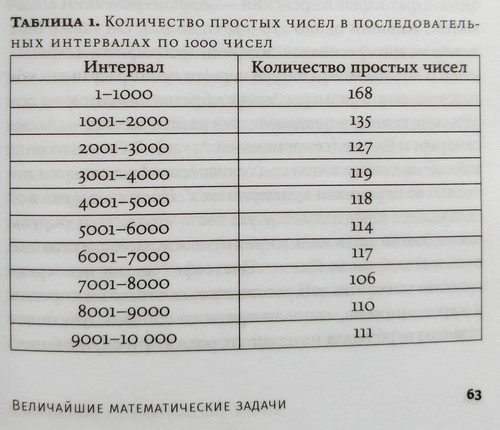 Таблица 1. Количество простых чисел в последователь-
ных интервалах по 1000 чисел
Интервал Количество простых чисел
1–1000 168
1001–2000 135
2001–3000 127
3001–4000 119
4001–5000 118
5001–6000 114
6001–7000 117
7001–8000 106
8001–9000 110
9001–10 000 111
Величайшие математические задачи 63